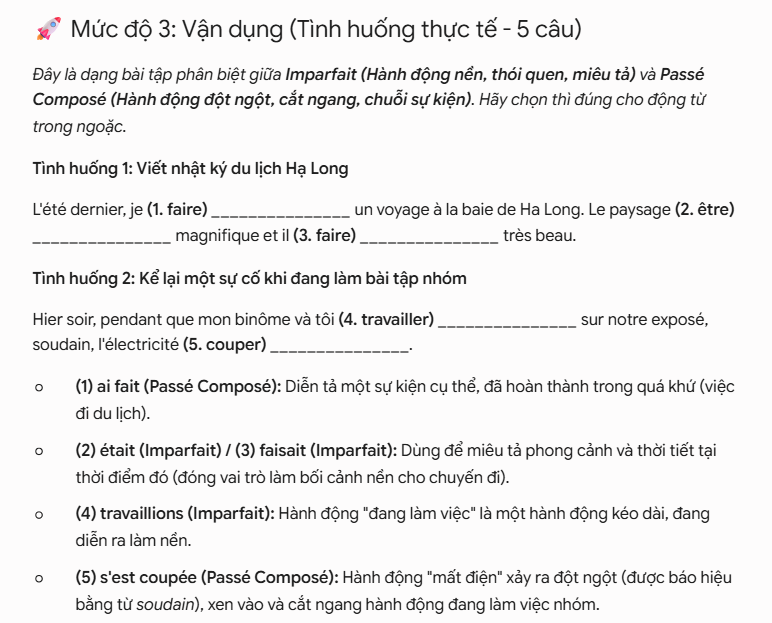 🚀 Mức độ 3: Vận dụng (Tình huống thực tế - 5 câu)
Đây là dạng bài tập phân biệt giữa Imparfait (Hành động nền, thói quen, miêu tả) và Passé
Composé (Hành động đột ngột, cắt ngang, chuỗi sự kiện). Hãy chọn thì đúng cho động từ
trong ngoặc.
Tình huống 1: Viết nhật ký du lịch Hạ Long
L'été dernier, je (1. faire) _______________ un voyage à la baie de Ha Long. Le paysage (2. être)
_______________ magnifique et il (3. faire) _______________ très beau.
Tình huống 2: Kể lại một sự cố khi đang làm bài tập nhóm
Hier soir, pendant que mon binôme và tôi (4. travailler) _______________ sur notre exposé,
soudain, l'électricité (5. couper) _______________.
(1) ai fait (Passé Composé): Diễn tả một sự kiện cụ thể, đã hoàn thành trong quá khứ (việc
đi du lịch).
(2) était (Imparfait) / (3) faisait (Imparfait): Dùng để miêu tả phong cảnh và thời tiết tại
thời điểm đó (đóng vai trò làm bối cảnh nền cho chuyến đi).
(4) travaillions (Imparfait): Hành động "đang làm việc" là một hành động kéo dài, đang
diễn ra làm nền.
(5) s'est coupée (Passé Composé): Hành động "mất điện" xảy ra đột ngột (được báo hiệu
bằng từ soudain), xen vào và cắt ngang hành động đang làm việc nhóm.